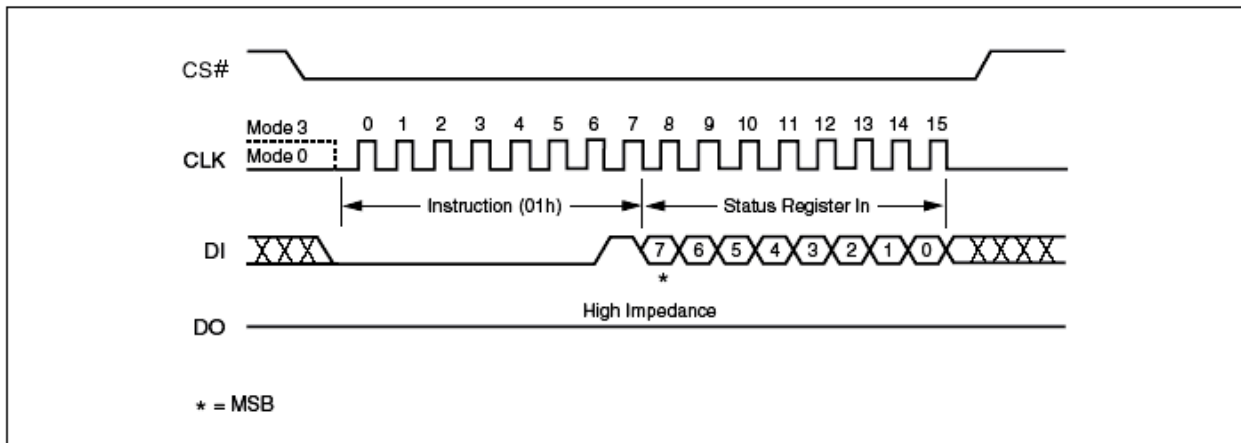 CS#
Mode 3
0 1 2 3 4 5 6 7 8 9 10 11 12 13 14 15
CLK Mode 0
Instruction (01h) Status Register In
DI 7 6 5 4 3 2 1 0
*
High Impedance
DO
* = MSB